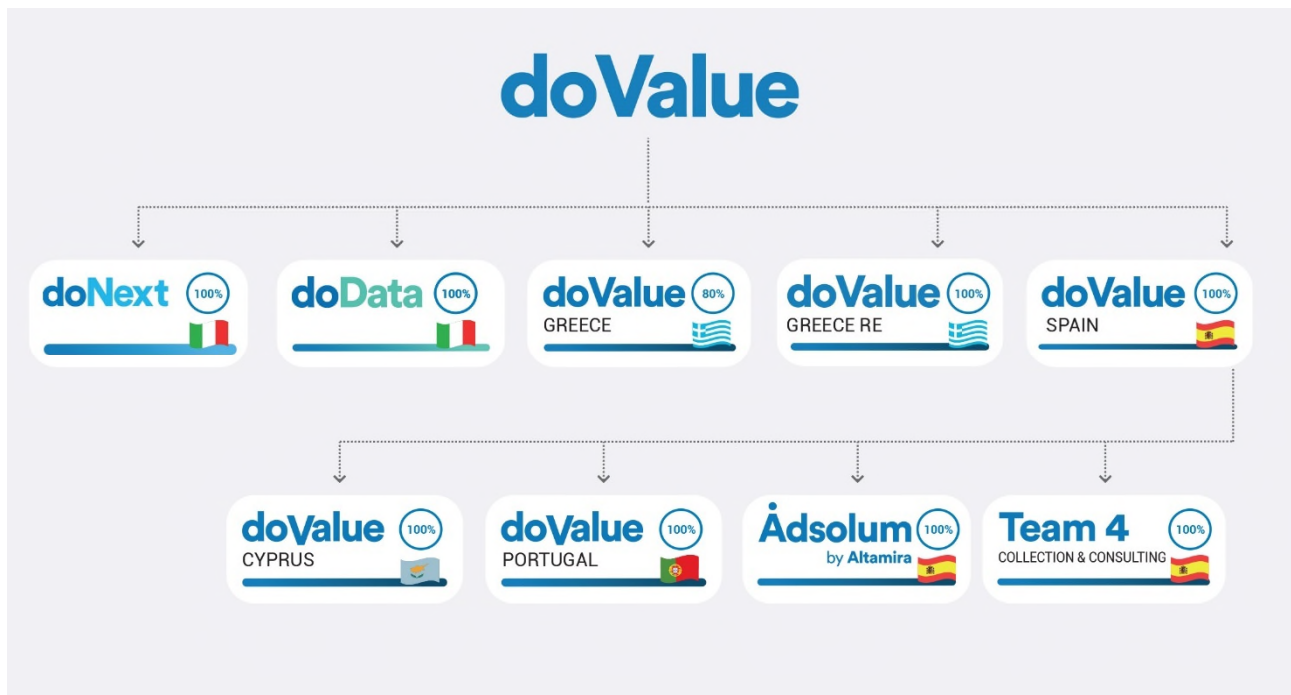 doValue
doNext 100%
doData 100%
doValue 80%
GREECE
doValue 100%
GREECE RE
doValue 100%
SPAIN
doValue 100%
CYPRUS
doValue 100%
PORTUGAL
Ådsolum 100%
by Altamira
Team 4 100%
COLLECTION & CONSULTING